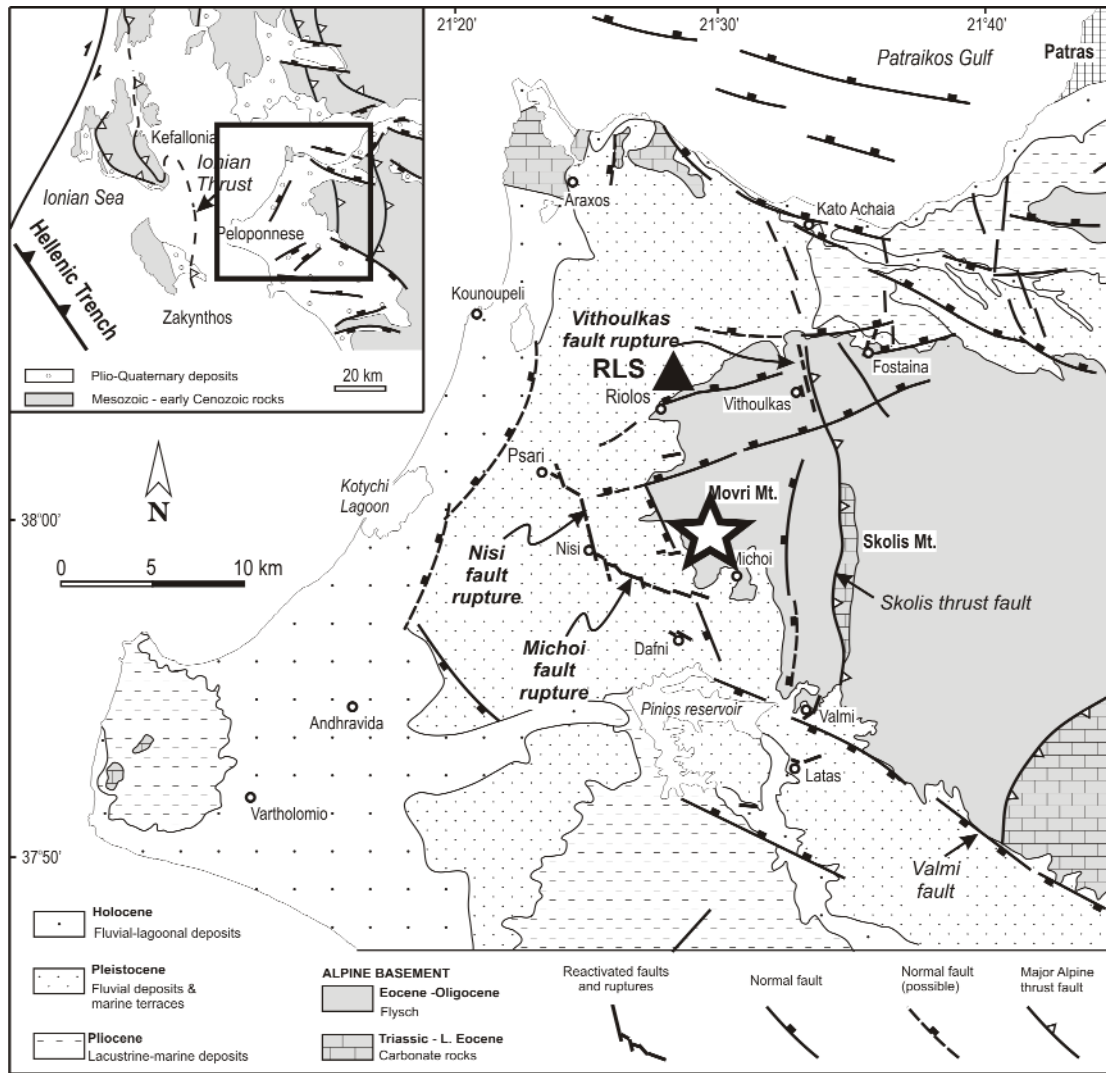 21°20'
21°30'
21°40'
Patraikos Gulf
Patras
Kefallonia
Ionian
Thrust
Ionian Sea
Peloponnese
Hellenic Trench
Zakynthos
Plio-Quaternary deposits
Mesozoic - early Cenozoic rocks
20 km
Araxos
Kato Achaia
Kounoupeli
Vithoulkas
fault rupture
RLS
Riolos
Vithoulkas
Fostaina
Psari
N
Kotychi
Lagoon
38°00'
Movri Mt.
Skolis Mt.
Nisi
Michoi
0 5 10 km
Nisi
fault
rupture
Skolis thrust fault
Michoi
fault
rupture
Dafni
Pinios reservoir
Valmi
Andhravida
Latas
Vartholomio
37°50'
Valmi
fault
Holocene
Fluvial-lagoonal deposits
Pleistocene
Fluvial deposits &
marine terraces
Pliocene
Lacustrine-marine deposits
ALPINE BASEMENT
Eocene -Oligocene
Flysch
Triassic - L. Eocene
Carbonate rocks
Reactivated faults
and ruptures
Normal fault
Normal fault
(possible)
Major Alpine
thrust fault